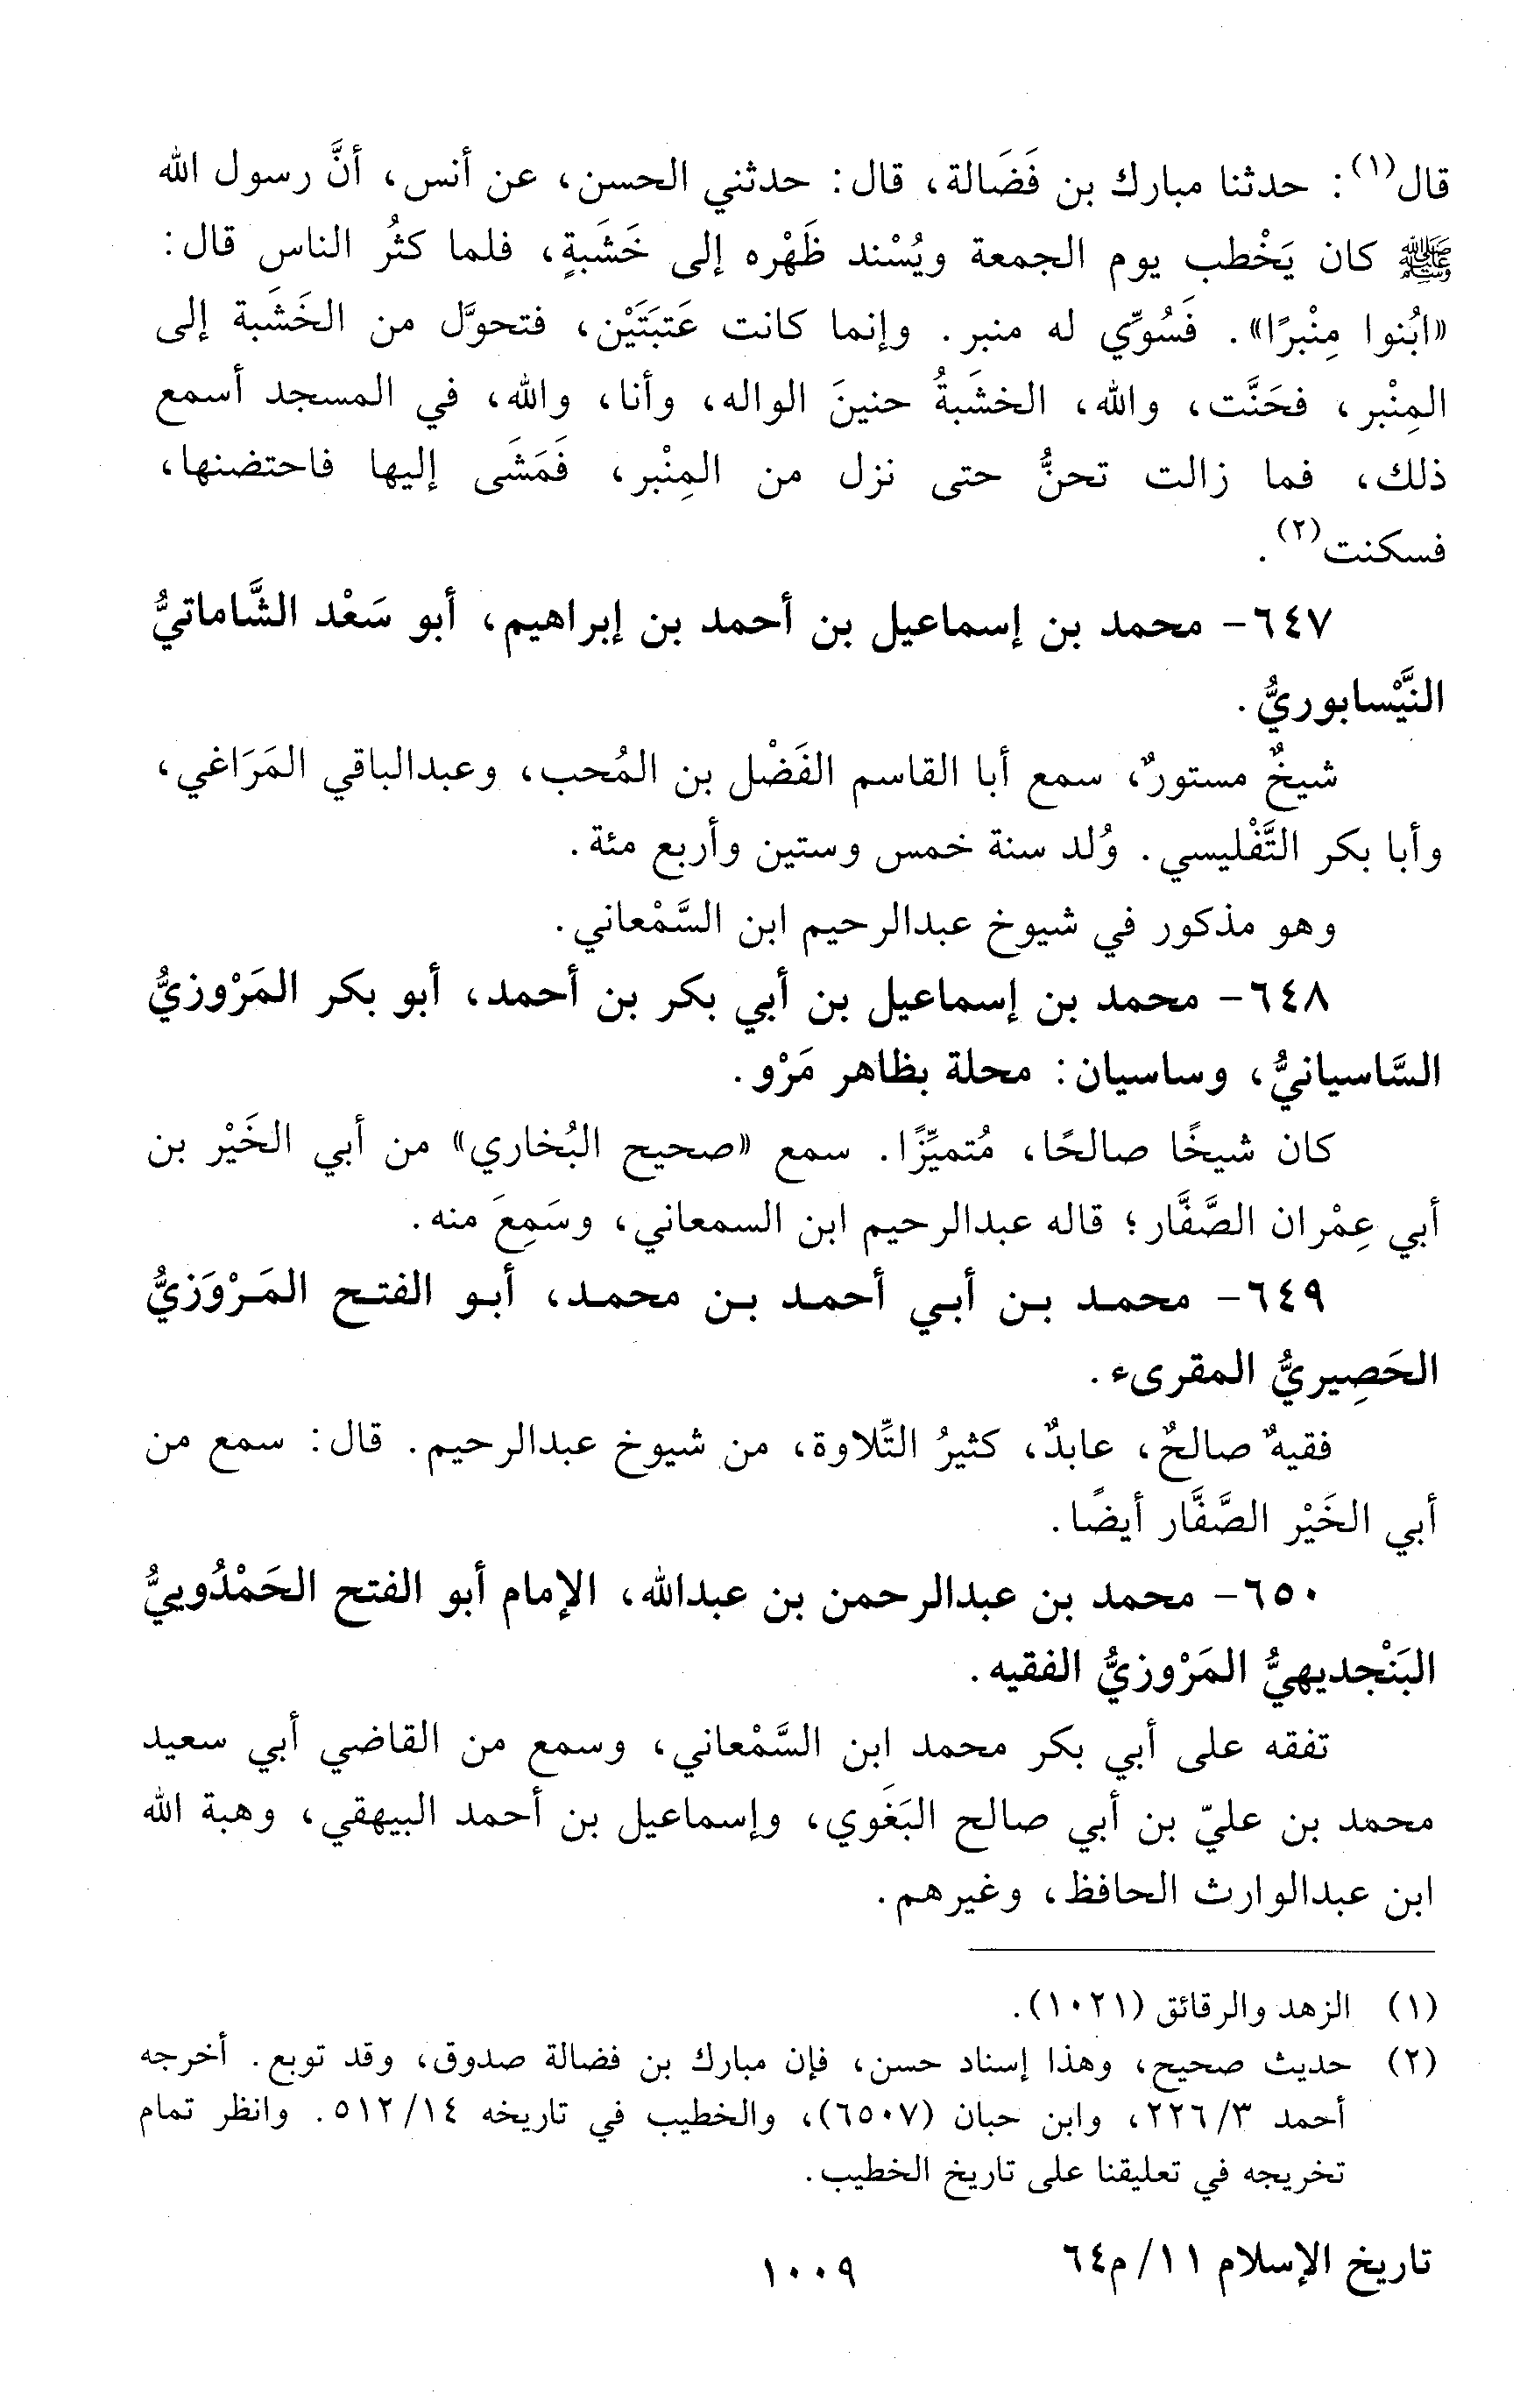 قال(١): حدثنا مبارك بن فَضَالة، قال: حدثني الحسن، عن أنس، أنَّ رسول الله
ﷺ كان يَخْطب يوم الجمعة ويُسْند ظَهْره إلى خَشَبةٍ، فلما كثُر الناس قال:
«ابُنوا مِنْبرًا». فَسُوِّي له منبر. وإنما كانت عَتبَتَيْن، فتحوَّل من الخَشَبة إلى
المِنْبر، فحَنَّت، والله، الخشَبةُ حنينَ الواله، وأنا، والله، في المسجد أسمع
ذلك، فما زالت تحنُّ حتى نزل من المِنْبر، فَمَشَى إليها فاحتضنها،
فسكنت(٢).
٦٤٧- محمد بن إسماعيل بن أحمد بن إبراهيم، أبو سَعْد الشَّاماتيُّ
النَّيْسابوريُّ.
شيخٌ مستورٌ، سمع أبا القاسم الفَضْل بن المُحب، وعبدالباقي المَرَاغي،
وأبا بكر التَّفْليسي. وُلد سنة خمس وستين وأربع مئة.
وهو مذكور في شيوخ عبدالرحيم ابن السَّمْعاني.
٦٤٨- محمد بن إسماعيل بن أبي بكر بن أحمد، أبو بكر المَرْوزيُّ
السَّاسيانيُّ، وساسيان: محلة بظاهر مَرْو.
كان شيخًا صالحًا، مُتميِّزًا. سمع «صحيح البُخاري» من أبي الخَيْر بن
أبي عِمْران الصَّفَّار؛ قاله عبدالرحيم ابن السمعاني، وسَمِعَ منه.
٦٤٩- محمد بن أبي أحمد بن محمد، أبو الفتح المَرْوَزيُّ
الحَصِيريُّ المقرىء.
فقيهٌ صالحٌ، عابدٌ، كثيرُ التِّلاوة، من شيوخ عبدالرحيم. قال: سمع من
أبي الخَيْر الصَّفَّار أيضًا.
٦٥٠- محمد بن عبدالرحمن بن عبدالله، الإمام أبو الفتح الحَمْدُوييُّ
البَنْجديهيُّ المَرْوزيُّ الفقيه.
تفقه على أبي بكر محمد ابن السَّمْعاني، وسمع من القاضي أبي سعيد
محمد بن عليّ بن أبي صالح البَغَوي، وإسماعيل بن أحمد البيهقي، وهبة الله
ابن عبدالوارث الحافظ، وغيرهم.
(١) الزهد والرقائق (١٠٢١).
(٢) حديث صحيح، وهذا إسناد حسن، فإن مبارك بن فضالة صدوق، وقد توبع. أخرجه
أحمد ٣/ ٢٢٦، وابن حبان (٦٥٠٧)، والخطيب في تاريخه ١٤/ ٥١٢. وانظر تمام
تخريجه في تعليقنا على تاريخ الخطيب.
تاريخ الإسلام ١١/ م٦٤ ١٠٠٩